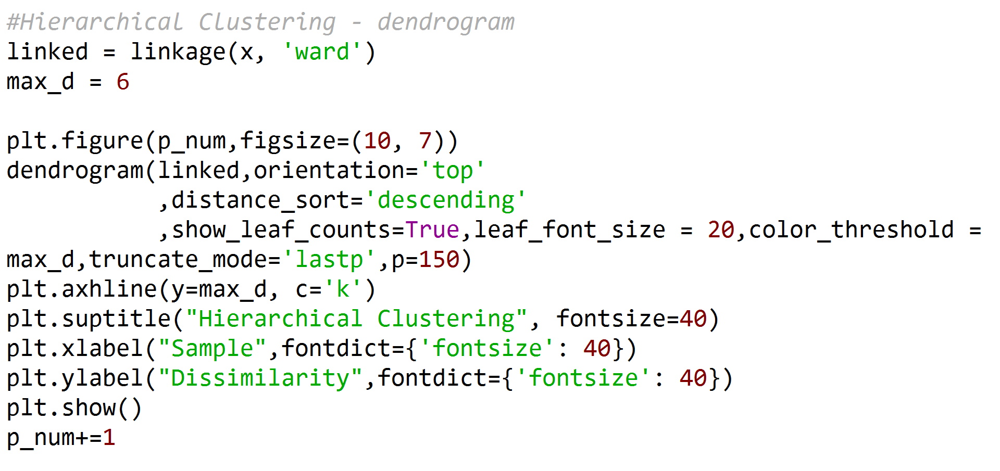 #Hierarchical Clustering - dendrogram
linked = linkage(x, 'ward')
max_d = 6
plt.figure(p_num,figsize=(10, 7))
dendrogram(linked,orientation='top'
,distance_sort='descending'
,show_leaf_counts=True,leaf_font_size = 20,color_threshold =
max_d,truncate_mode='lastp',p=150)
plt.axhline(y=max_d, c='k')
plt.suptitle("Hierarchical Clustering", fontsize=40)
plt.xlabel("Sample",fontdict={'fontsize': 40})
plt.ylabel("Dissimilarity",fontdict={'fontsize': 40})
plt.show()
p_num+=1